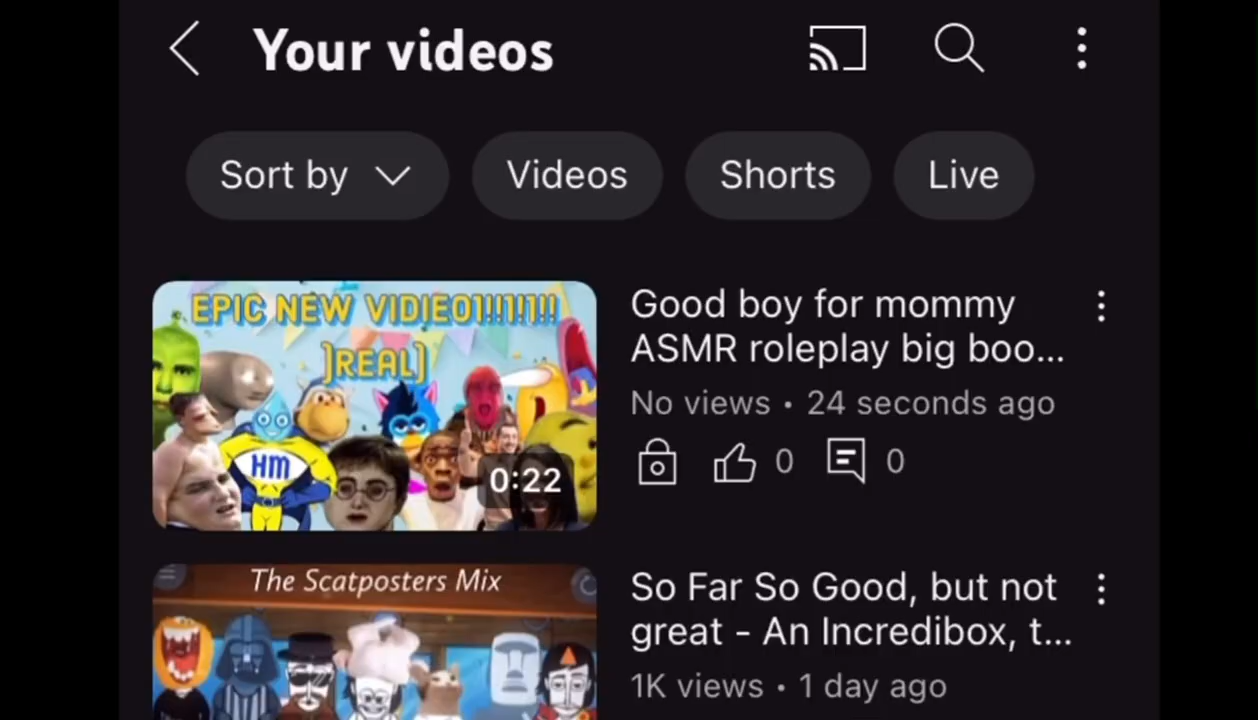 Your videos
Sort by
Videos
Shorts
Live
EPIC NEW VIDIEO1!!1!1!!
]REAL]
HM
0:22
Good boy for mommy
ASMR roleplay big boo...
No views • 24 seconds ago
0
0
The Scatposters Mix
So Far So Good, but not
great - An Incredibox, t...
1K views • 1 day ago